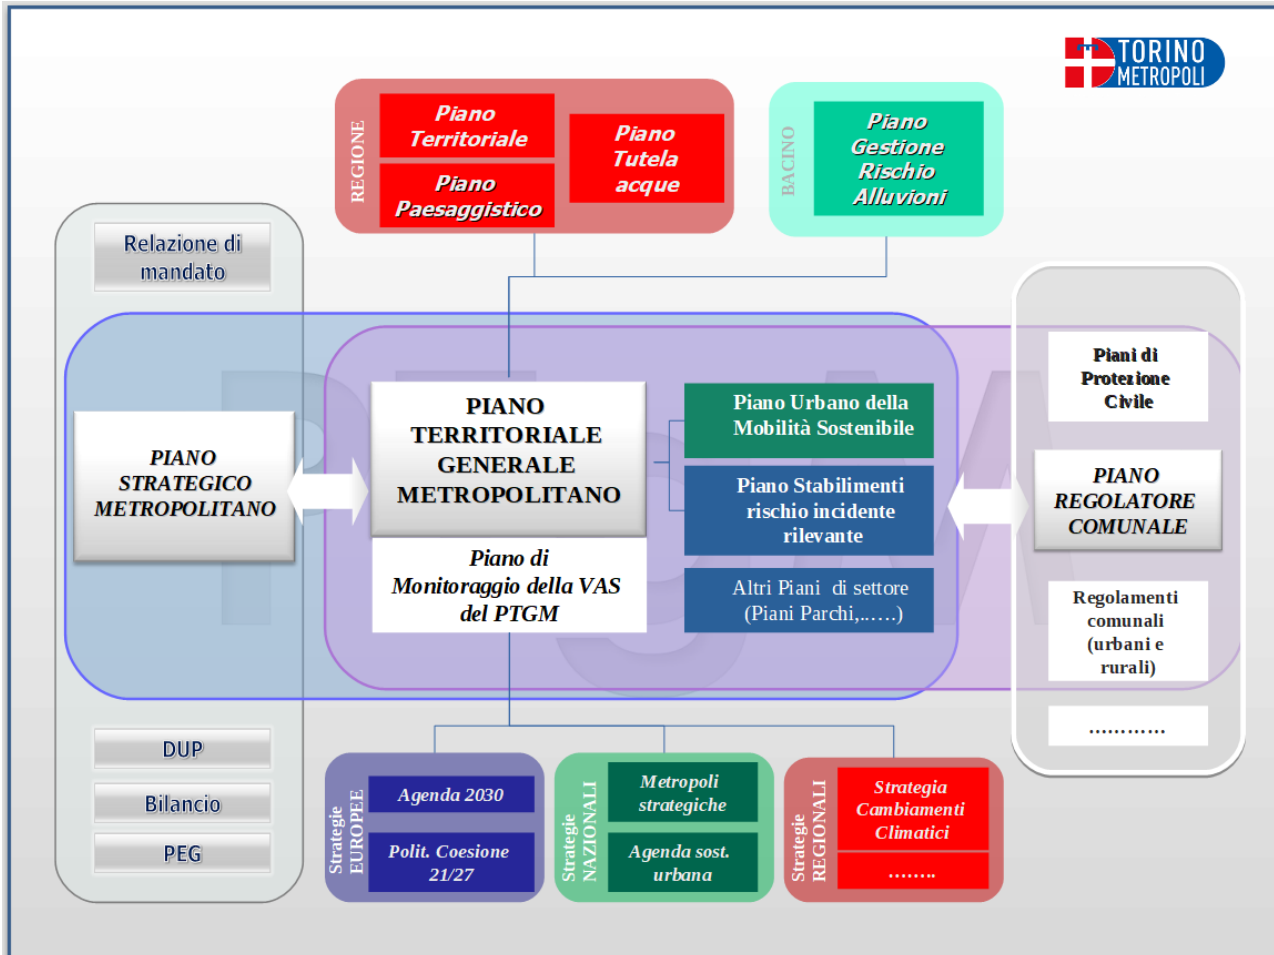 TORINO
METROPOLI
REGIONE
Piano
Territoriale
Piano
Paesaggistico
Piano
Tutela
acque
BACINO
Piano
Gestione
Rischio
Alluvioni
Relazione di
mandato
PIANO
STRATEGICO
METROPOLITANO
DUP
Bilancio
PEG
PTgM
PIANO
TERRITORIALE
GENERALE
METROPOLITANO
Piano di
Monitoraggio della VAS
del PTGM
Piano Urbano della
Mobilità Sostenibile
Piano Stabilimenti
rischio incidente
rilevante
Altri Piani di settore
(Piani Parchi,..….)
Piani di
Protezione
Civile
PIANO
REGOLATORE
COMUNALE
Regolamenti
comunali
(urbani e
rurali)
…………
Strategie
EUROPEE
Agenda 2030
Polit. Coesione
21/27
Strategie
NAZIONALI
Metropoli
strategiche
Agenda sost.
urbana
Strategie
REGIONALI
Strategia
Cambiamenti
Climatici
……..